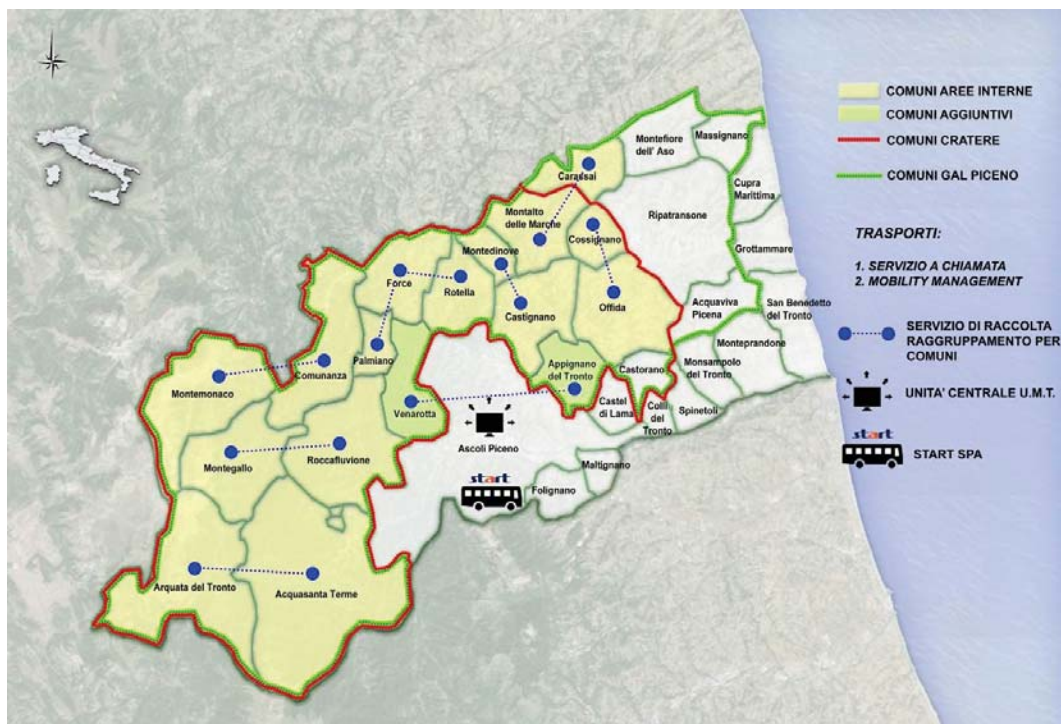 COMUNI AREE INTERNE
COMUNI AGGIUNTIVI
COMUNI CRATERE
COMUNI GAL PICENO
TRASPORTI:
1. SERVIZIO A CHIAMATA
2. MOBILITY MANAGEMENT
SERVIZIO DI RACCOLTA
RAGGRUPPAMENTO PER
COMUNI
UNITA' CENTRALE U.M.T.
start
START SPA
Montefiore
dell' Aso
Massignano
Carassai
Cupra
Marittima
Ripatransone
Montalto
delle Marche
Cossignano
Grottammare
Montedinove
Force
Rotella
Offida
Acquaviva
Picena
San Benedetto
del Tronto
Castignano
Monteprandone
Palmiano
Comunanza
Appignano
del Tronto
Castorano
Monsampolo
del Tronto
Montemonaco
Venarotta
Castel
di Lama
Colli
del
Tronto
Spinetoli
Ascoli Piceno
Montegallo
Roccafluvione
Maltignano
start
Folignano
Arquata del Tronto
Acquasanta Terme